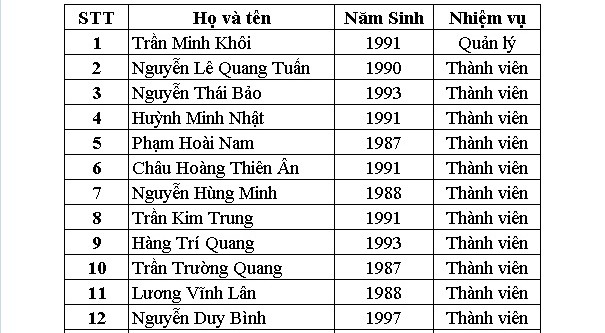 STT Họ và tên Năm Sinh Nhiệm vụ
1 Trần Minh Khôi 1991 Quản lý
2 Nguyễn Lê Quang Tuấn 1990 Thành viên
3 Nguyễn Thái Bảo 1993 Thành viên
4 Huỳnh Minh Nhật 1991 Thành viên
5 Phạm Hoài Nam 1987 Thành viên
6 Châu Hoàng Thiên Ân 1991 Thành viên
7 Nguyễn Hùng Minh 1988 Thành viên
8 Trần Kim Trung 1991 Thành viên
9 Hàng Trí Quang 1993 Thành viên
10 Trần Trường Quang 1987 Thành viên
11 Lương Vĩnh Lân 1988 Thành viên
12 Nguyễn Duy Bình 1997 Thành viên